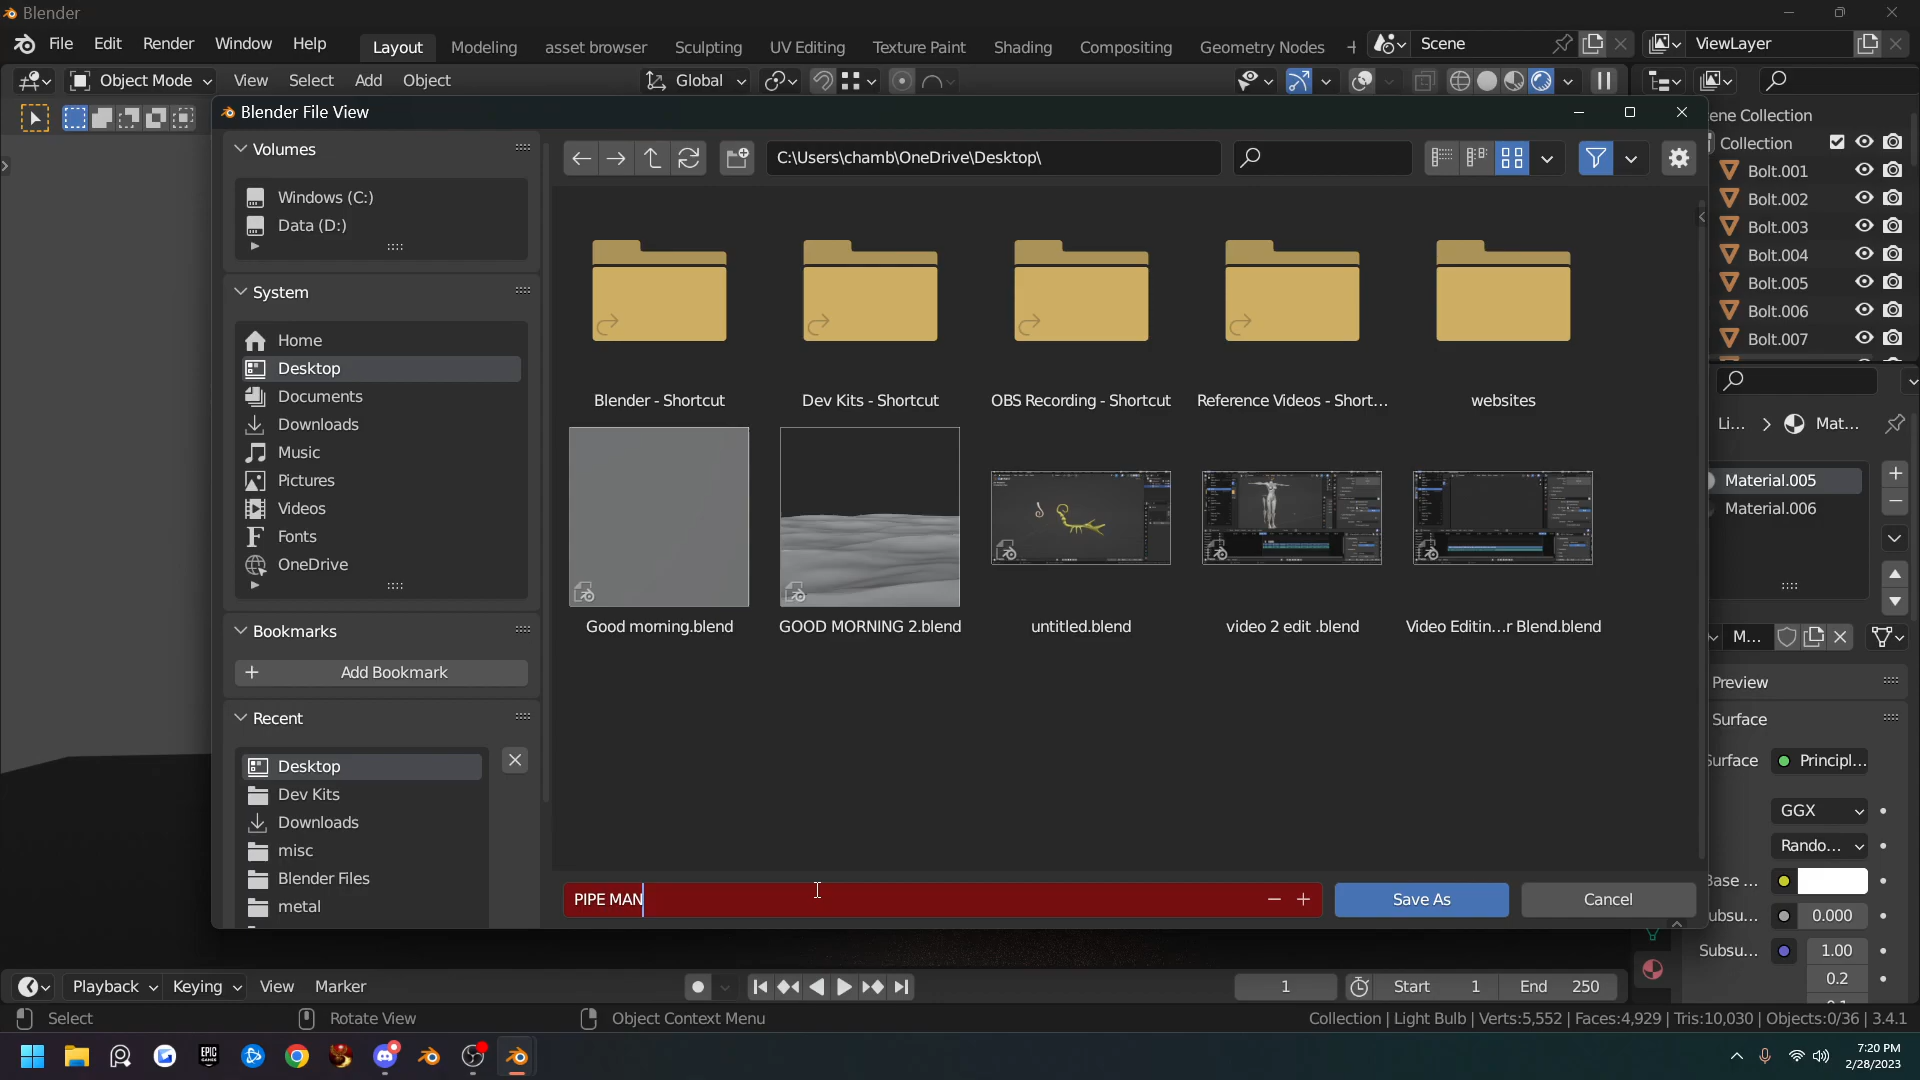 Blender
File Edit Render Window Help
Layout Modeling asset browser Sculpting UV Editing Texture Paint Shading Compositing Geometry Nodes
Scene ViewLayer
Object Mode View Select Add Object Global
Blender File View
Volumes
Windows (C:)
Data (D:)
System
Home
Desktop
Documents
Downloads
Music
Pictures
Videos
Fonts
OneDrive
Bookmarks
Add Bookmark
Recent
Desktop
Dev Kits
Downloads
misc
Blender Files
metal
C:\Users\chamb\OneDrive\Desktop\
Blender - Shortcut Dev Kits - Shortcut OBS Recording - Shortcut Reference Videos - Short... websites
Good morning.blend GOOD MORNING 2.blend untitled.blend video 2 edit .blend Video Editin...r Blend.blend
PIPE MAN Save As Cancel
ene Collection
Collection
Bolt.001
Bolt.002
Bolt.003
Bolt.004
Bolt.005
Bolt.006
Bolt.007
Li... Mat...
Material.005
Material.006
M...
Preview
Surface
Surface Principl...
GGX
Rando...
Base ...
ubsu... 0.000
Subsu... 1.00
0.2
Playback Keying View Marker 1 Start 1 End 250
Select Rotate View Object Context Menu Collection | Light Bulb | Verts:5,552 | Faces:4,929 | Tris:10,030 | Objects:0/36 | 3.4.1
EPIC
GAMES
7:20 PM
2/28/2023